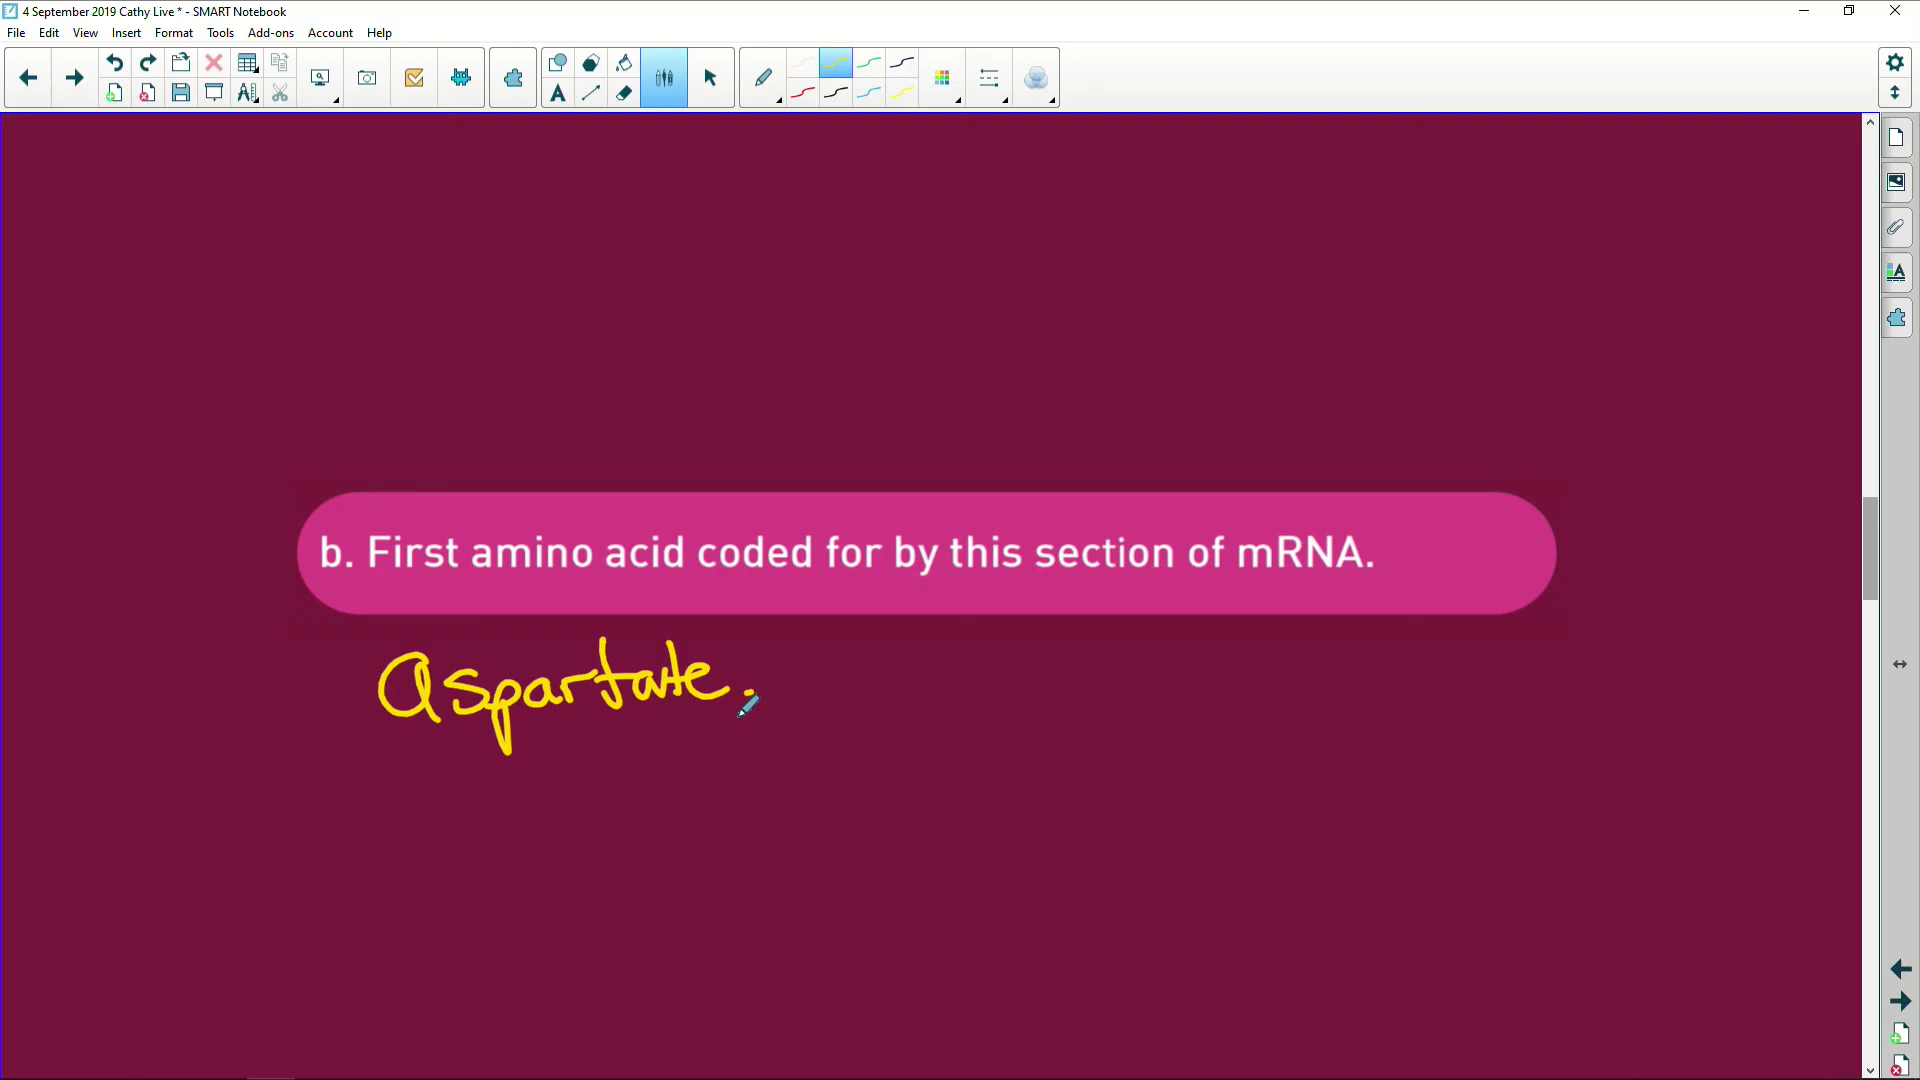 4 September 2019 Cathy Live * - SMART Notebook
File Edit View Insert Format Tools Add-ons Account Help
b. First amino acid coded for by this section of mRNA.
aspartate.